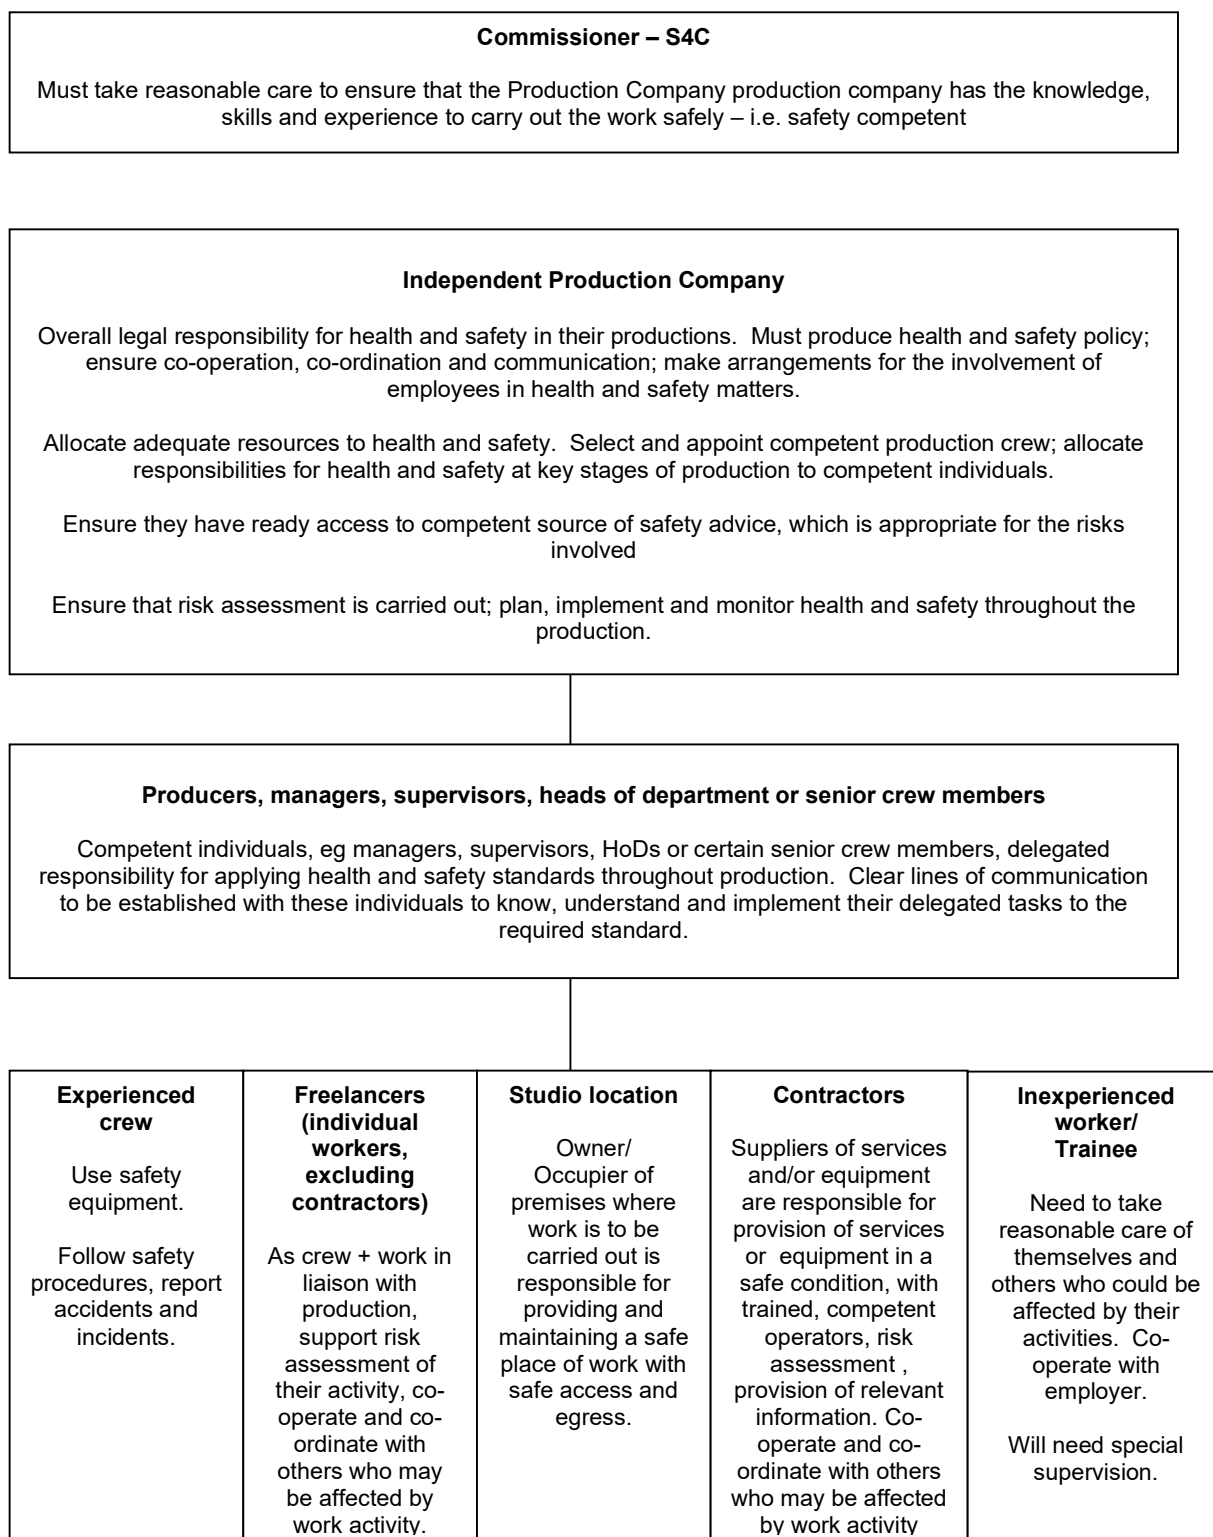 Commissioner – S4C
Must take reasonable care to ensure that the Production Company production company has the knowledge,
skills and experience to carry out the work safely – i.e. safety competent
Independent Production Company
Overall legal responsibility for health and safety in their productions.  Must produce health and safety policy;
ensure co-operation, co-ordination and communication; make arrangements for the involvement of
employees in health and safety matters.
Allocate adequate resources to health and safety.  Select and appoint competent production crew; allocate
responsibilities for health and safety at key stages of production to competent individuals.
Ensure they have ready access to competent source of safety advice, which is appropriate for the risks
involved
Ensure that risk assessment is carried out; plan, implement and monitor health and safety throughout the
production.
Producers, managers, supervisors, heads of department or senior crew members
Competent individuals, eg managers, supervisors, HoDs or certain senior crew members, delegated
responsibility for applying health and safety standards throughout production.  Clear lines of communication
to be established with these individuals to know, understand and implement their delegated tasks to the
required standard.
Experienced
crew
Use safety
equipment.
Follow safety
procedures, report
accidents and
incidents.
Freelancers
(individual
workers,
excluding
contractors)
As crew + work in
liaison with
production,
support risk
assessment of
their activity, co-
operate and co-
ordinate with
others who may
be affected by
work activity.
Studio location
Owner/
Occupier of
premises where
work is to be
carried out is
responsible for
providing and
maintaining a safe
place of work with
safe access and
egress.
Contractors
Suppliers of services
and/or equipment
are responsible for
provision of services
or  equipment in a
safe condition, with
trained, competent
operators, risk
assessment ,
provision of relevant
information. Co-
operate and co-
ordinate with others
who may be affected
by work activity
Inexperienced
worker/
Trainee
Need to take
reasonable care of
themselves and
others who could be
affected by their
activities.  Co-
operate with
employer.
Will need special
supervision.